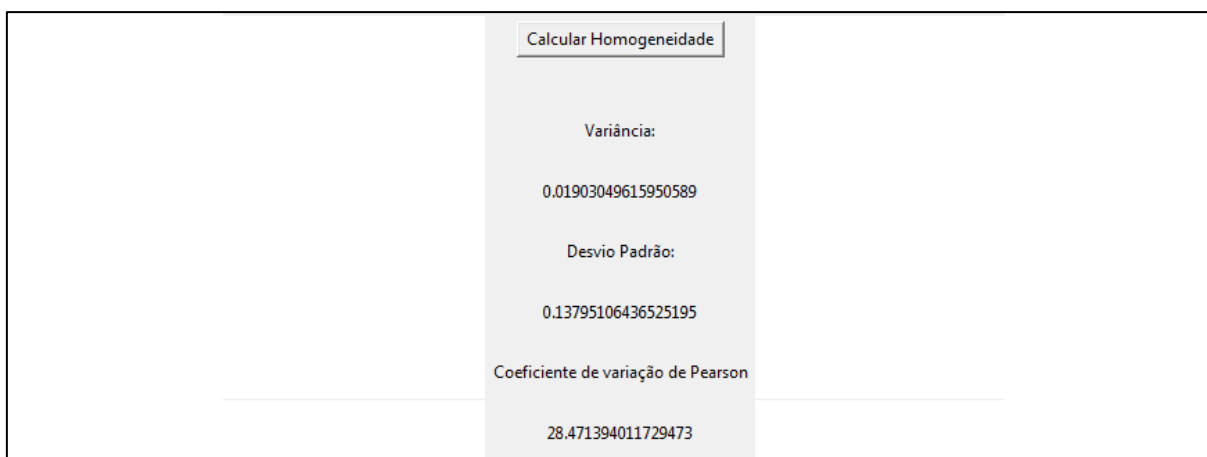 Calcular Homogeneidade
Variância:
0.01903049615950589
Desvio Padrão:
0.13795106436525195
Coeficiente de variação de Pearson
28.471394011729473